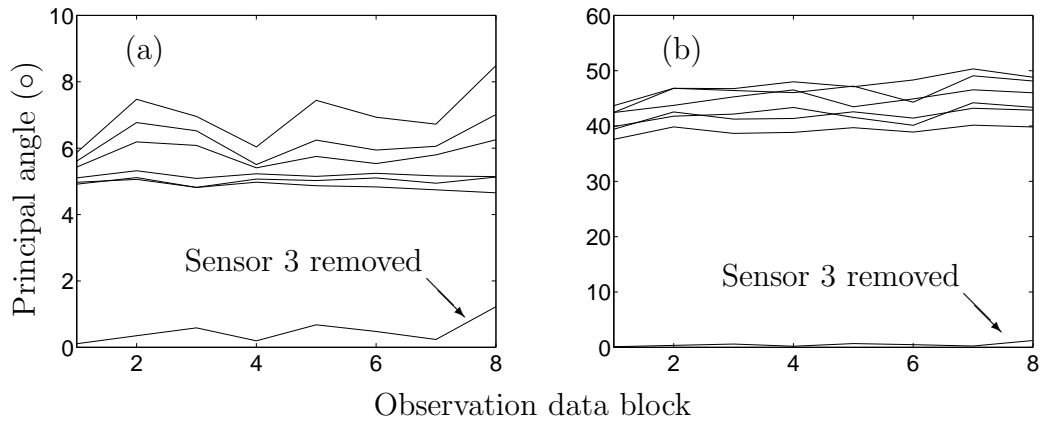 10
8
6
4
2
0
2 4 6 8
(a)
Sensor 3 removed
Principal angle (○)
60
50
40
30
20
10
0
2 4 6 8
(b)
Sensor 3 removed
Observation data block